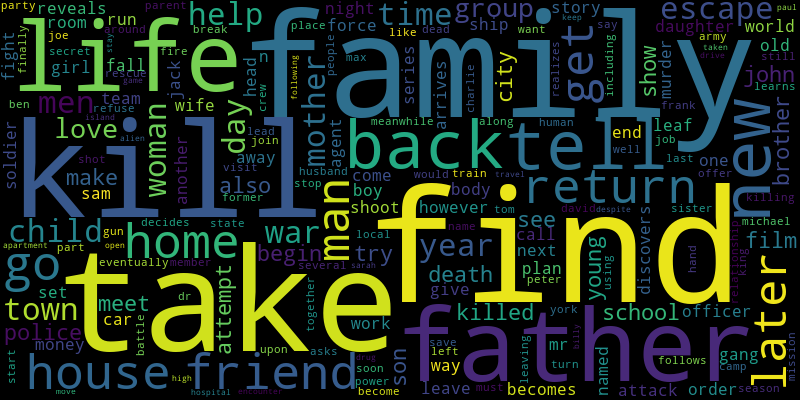 party
reveals
room
run
finally
fight
joe
secret
girl
fall
stay
parent
around
break
fire
rescue
game
jack
life
help
night
place
force
people
story
like
dead
time
group
ship
series
say
keep
want
escape
daughter
world
paul
army
taken
old
still
drive
learns
family
get
city
show
murder
john
frank
ben
men
team
refuse
island
wife
head
n
crew
following
max
mother
agent
arrives
charlie
realizes
including
soldier
kill
alien
shot
love
woman
another
day
lead
join
away
visit
former
meanwhile
along
human
husband
stop
back
tell
end
well
leaf
job
last
one
offer
new
brother
killing
make
sam
also
man
come
boy
would
train
travel
body
shoot
however
tom
return
david
despite
sister
michael
child
decides
state
gun
apartment
part
open
home
war
local
name
find
see
call
next
plan
peter
young
using
discovers
hand
relationship
king
film
go
eventually
member
begin
several
sarah
try
year
death
give
set
take
dr
attempt
together
town
meet
car
battle
police
money
upon
asks
work
york
billy
killed
school
officer
later
mission
save
left
father
mr
named
follows
gang
camp
start
house
friend
high
hospital
move
drug
soon
power
become
encounter
son
way
leave
must
leaving
turn
becomes
attack
order
season